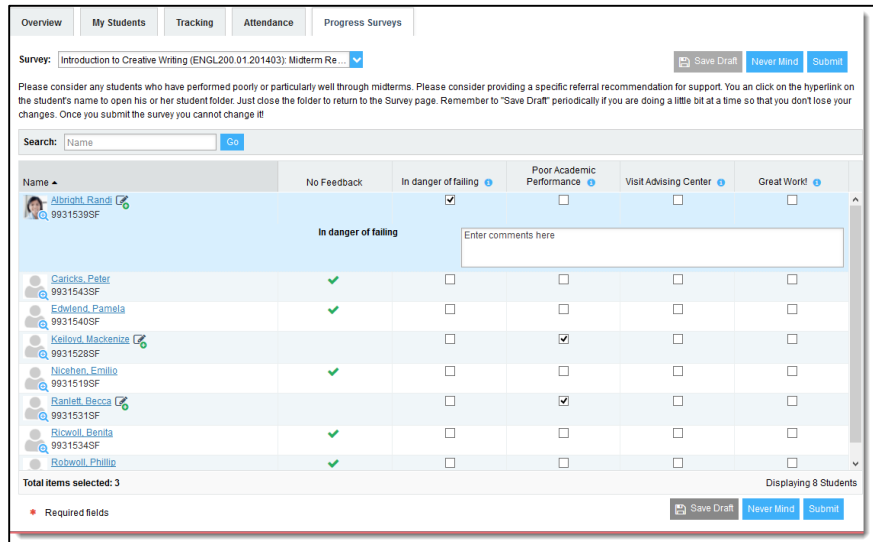 Overview My Students Tracking Attendance Progress Surveys
Survey: Introduction to Creative Writing (ENGL200.01.201403): Midterm Re... Save Draft Never Mind Submit
Please consider any students who have performed poorly or particularly well through midterms. Please consider providing a specific referral recommendation for support. You an click on the hyperlink on
the student's name to open his or her student folder. Just close the folder to return to the Survey page. Remember to "Save Draft" periodically if you are doing a little bit at a time so that you don't lose your
changes. Once you submit the survey you cannot change it!
Search: Name Go
Name No Feedback In danger of failing Poor Academic Performance Visit Advising Center Great Work!
Albright, Randi
9931539SF
In danger of failing Enter comments here
Caricks, Peter
9931543SF
Edwlend, Pamela
9931540SF
Keiloyd, Mackenize
9931528SF
Nicehen, Emilio
9931519SF
Ranlett, Becca
9931531SF
Ricwoll, Benita
9931534SF
Robwoll, Phillip
Total items selected: 3 Displaying 8 Students
* Required fields Save Draft Never Mind Submit